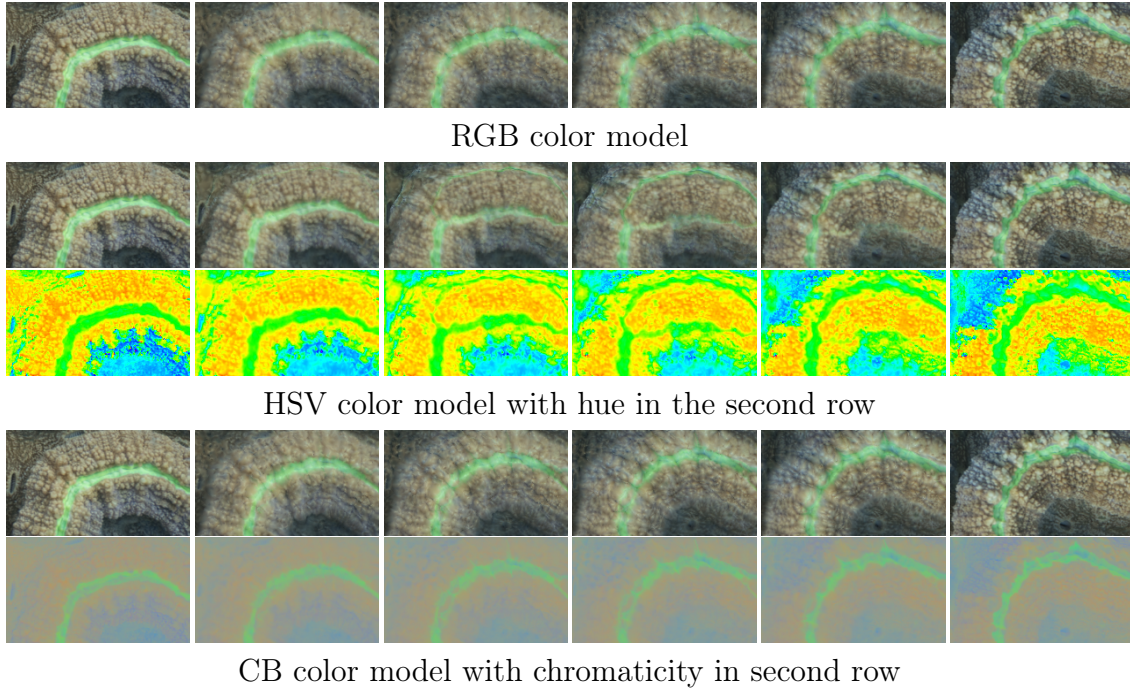 RGB color model
HSV color model with hue in the second row
CB color model with chromaticity in second row